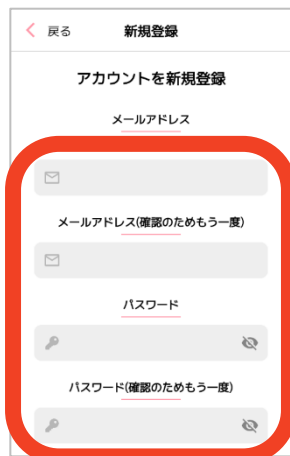 戻る 新規登録
アカウントを新規登録
メールアドレス
メールアドレス(確認のためもう一度)
パスワード
パスワード(確認のためもう一度)